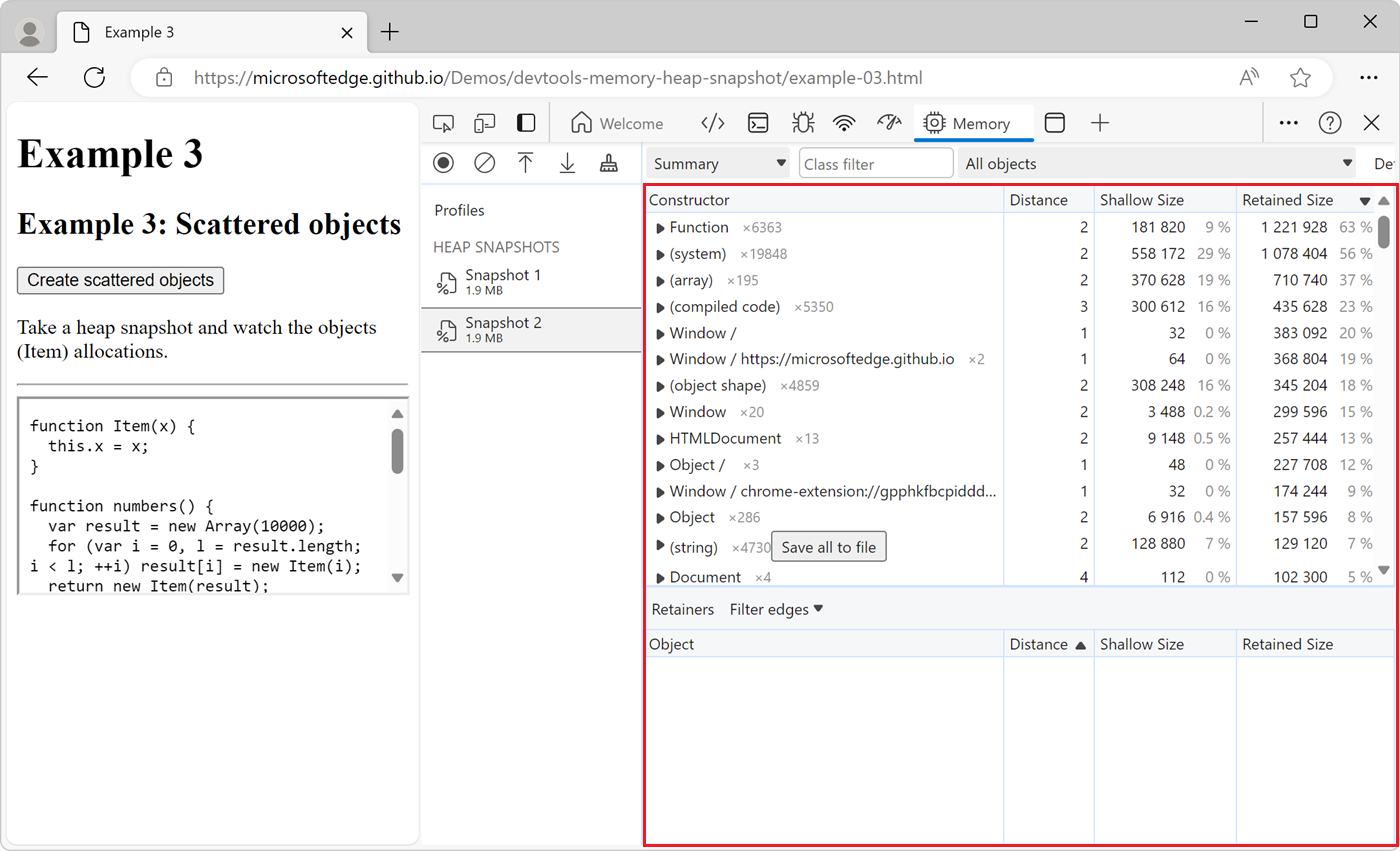 Example 3
https://microsoftedge.github.io/Demos/devtools-memory-heap-snapshot/example-03.html
Example 3
Example 3: Scattered objects
Create scattered objects
Take a heap snapshot and watch the objects
(Item) allocations.
function Item(x) {
this.x = x;
}
function numbers() {
var result = new Array(10000);
for (var i = 0, l = result.length;
i < l; ++i) result[i] = new Item(i);
return new Item(result);
Welcome
Memory
Profiles
HEAP SNAPSHOTS
Snapshot 1
1.9 MB
Snapshot 2
1.9 MB
Summary
Class filter
All objects
De
Constructor Distance Shallow Size Retained Size
Function ×6363 2 181 820 9 % 1 221 928 63 %
(system) ×19848 2 558 172 29 % 1 078 404 56 %
(array) ×195 2 370 628 19 % 710 740 37 %
(compiled code) ×5350 3 300 612 16 % 435 628 23 %
Window / 1 32 0 % 383 092 20 %
Window / https://microsoftedge.github.io ×2 1 64 0 % 368 804 19 %
(object shape) ×4859 2 308 248 16 % 345 204 18 %
Window ×20 2 3 488 0.2 % 299 596 15 %
HTMLDocument ×13 2 9 148 0.5 % 257 444 13 %
Object / ×3 1 48 0 % 227 708 12 %
Window / chrome-extension://gpphkfbcpiddd... 1 32 0 % 174 244 9 %
Object ×286 2 6 916 0.4 % 157 596 8 %
(string) ×4730 Save all to file 2 128 880 7 % 129 120 7 %
Document ×4 4 112 0 % 102 300 5 %
Retainers Filter edges
Object Distance Shallow Size Retained Size